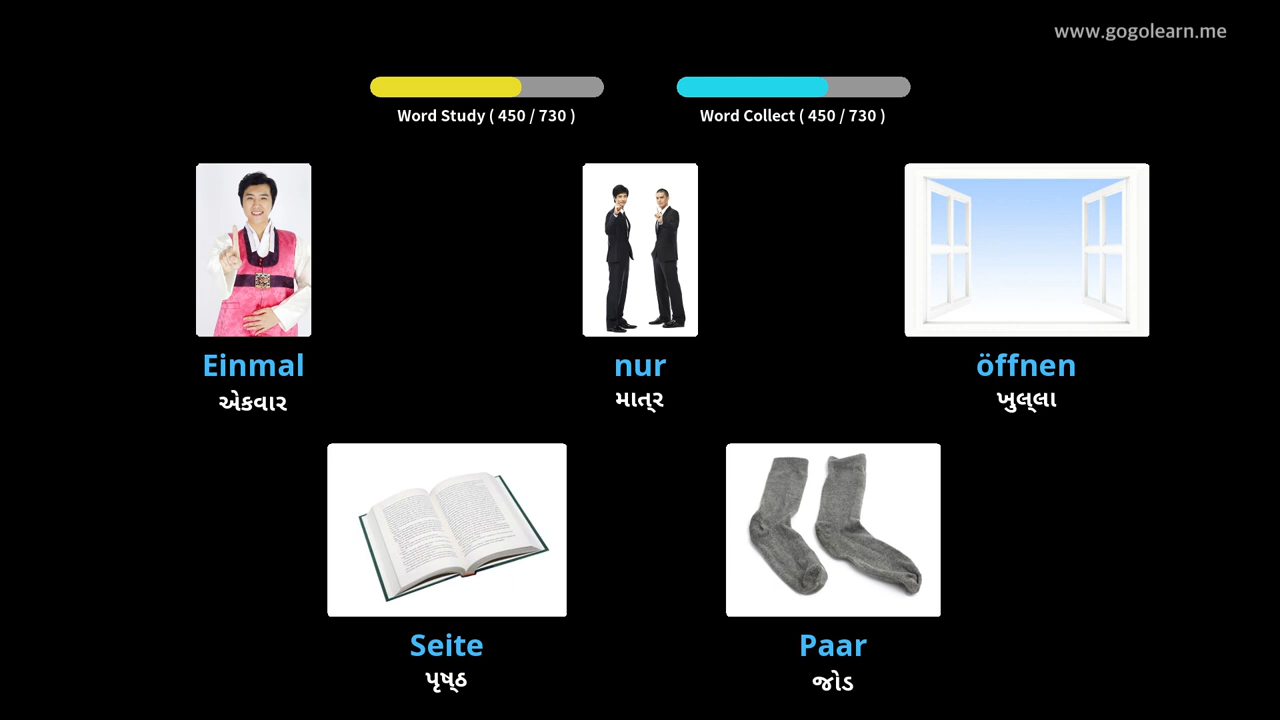 www.gogolearn.me
Word Study ( 450 / 730 )
Word Collect ( 450 / 730 )
Einmal
એકવાર
nur
માત્ર
öffnen
ખુલ્લા
Seite
પૃષ્ઠ
Paar
જોડ